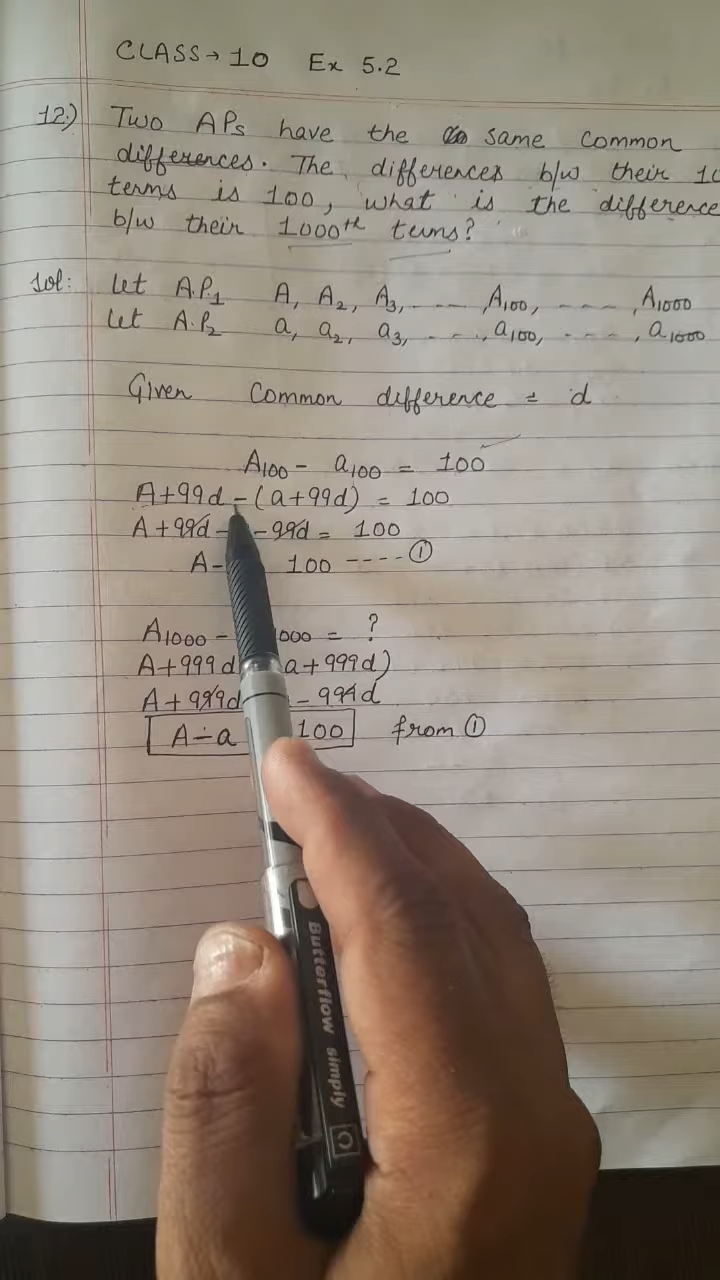 CLASS → 10 Ex 5.2
12.) Two APs have the same common
differences. The differences b/w their
terms is 100, what is the difference
b/w their 1000th terms?
Sol: Let A.P1 A, A2, A3, - - - - , A100, - - - - , A1000
Let A.P2 a, a2, a3, - - - , a100, - - - - , a1000
Given Common difference = d
A100 - a100 = 100
A+99d - (a+99d) = 100
A+99d - - 99d = 100
A- 100 ---- ①
A1000 - 1000 = ?
A+999d a+999d)
A+999d - 999d
A-a 100 from ①
Butterflow simply